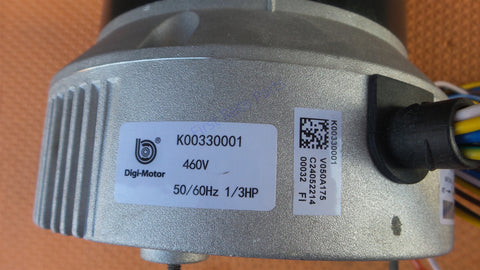 K00330001
460V
Digi-Motor
50/60Hz 1/3HP
K00330001
V050A175
C24052214
00032 FI